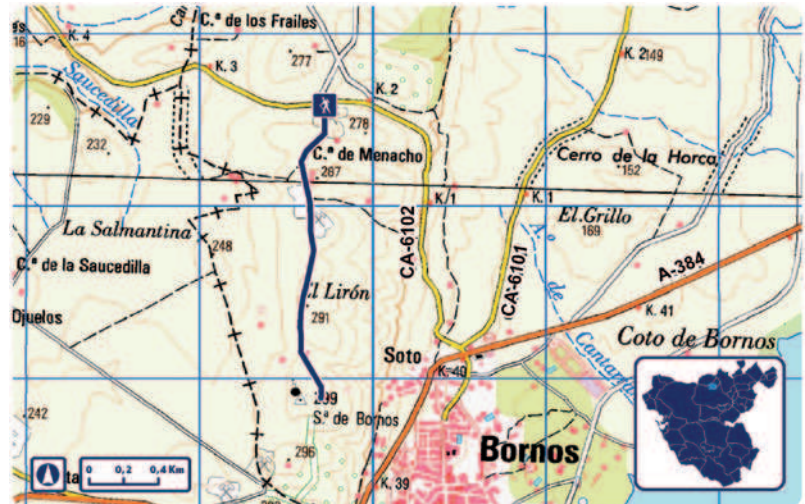 C.ª de los Frailes
K. 4
277
K. 3
K. 2
K. 2
149
Saucedilla
229
232
278
C.ª de Menacho
287
Cerro de la Horca
152
K. 1
K. 1
La Salmantina
248
El Grillo
169
CA-6102
CA-6101
A.º de Cantar
A-384
C.ª de la Saucedilla
El Lirón
291
K. 41
Ojuelos
Soto
Coto de Bornos
K. 40
299
S.ª de Bornos
242
296
Bornos
K. 39
0 0,2 0,4 Km